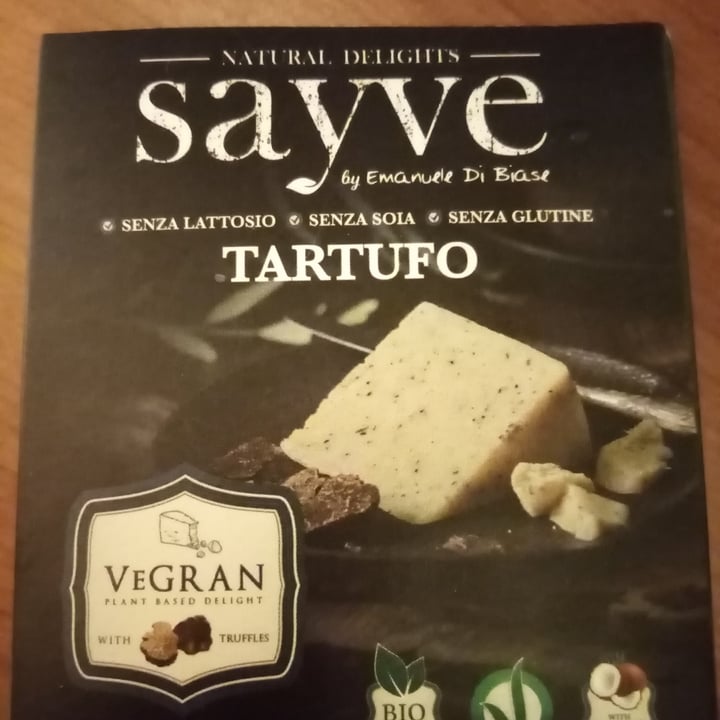 NATURAL DELIGHTS
sayve
by Emanuele Di Biase
SENZA LATTOSIO SENZA SOIA SENZA GLUTINE
TARTUFO
VEGRAN
PLANT BASED DELIGHT
WITH TRUFFLES
BIO
WITH